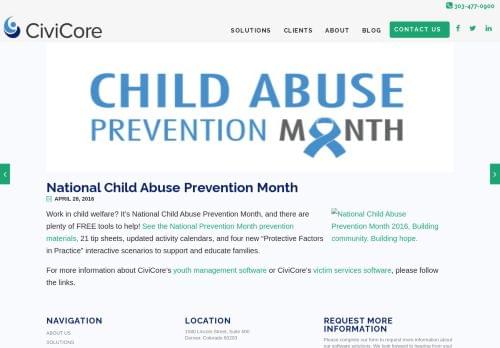 303-477-0900
CiviCore
SOLUTIONS CLIENTS ABOUT BLOG CONTACT US
CHILD ABUSE
PREVENTION MONTH
National Child Abuse Prevention Month
APRIL 20, 2016
Work in child welfare? It's National Child Abuse Prevention Month, and there are
plenty of FREE tools to help! See the National Prevention Month prevention
materials, 21 tip sheets, updated activity calendars, and four new "Protective Factors
in Practice" interactive scenarios to support and educate families.
National Child Abuse
Prevention Month 2016. Building
community. Building hope.
For more information about CiviCore's youth management software or CiviCore's victim services software, please follow
the links.
NAVIGATION
ABOUT US
SOLUTIONS
LOCATION
1580 Lincoln Street, Suite 600
Denver, Colorado 80203
REQUEST MORE
INFORMATION
Please complete our form to request more information about
our software solutions. We look forward to hearing from you!